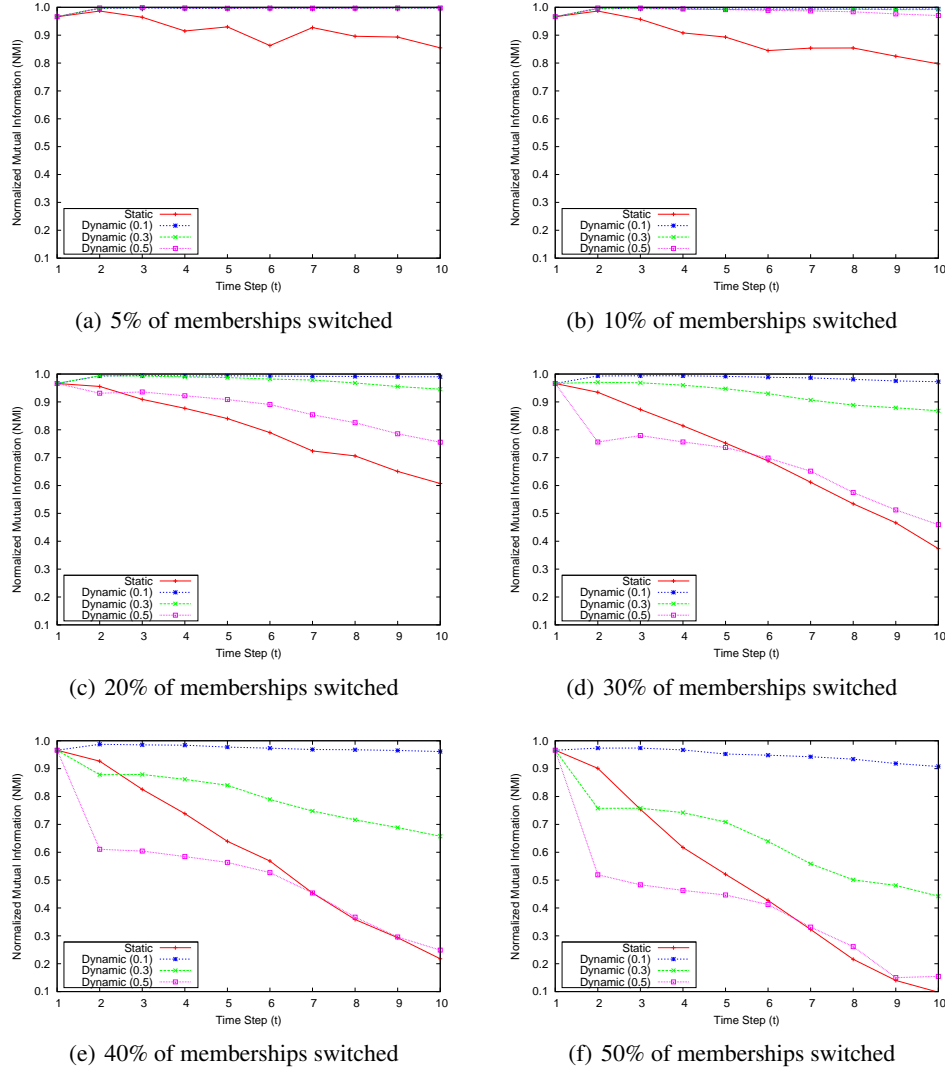 1.0
0.9
0.8
0.7
0.6
0.5
0.4
0.3
0.2
0.1
Normalized Mutual Information (NMI)
Static
Dynamic (0.1)
Dynamic (0.3)
Dynamic (0.5)
1 2 3 4 5 6 7 8 9 10
Time Step (t)
(a) 5% of memberships switched
1.0
0.9
0.8
0.7
0.6
0.5
0.4
0.3
0.2
0.1
Normalized Mutual Information (NMI)
Static
Dynamic (0.1)
Dynamic (0.3)
Dynamic (0.5)
1 2 3 4 5 6 7 8 9 10
Time Step (t)
(b) 10% of memberships switched
1.0
0.9
0.8
0.7
0.6
0.5
0.4
0.3
0.2
0.1
Normalized Mutual Information (NMI)
Static
Dynamic (0.1)
Dynamic (0.3)
Dynamic (0.5)
1 2 3 4 5 6 7 8 9 10
Time Step (t)
(c) 20% of memberships switched
1.0
0.9
0.8
0.7
0.6
0.5
0.4
0.3
0.2
0.1
Normalized Mutual Information (NMI)
Static
Dynamic (0.1)
Dynamic (0.3)
Dynamic (0.5)
1 2 3 4 5 6 7 8 9 10
Time Step (t)
(d) 30% of memberships switched
1.0
0.9
0.8
0.7
0.6
0.5
0.4
0.3
0.2
0.1
Normalized Mutual Information (NMI)
Static
Dynamic (0.1)
Dynamic (0.3)
Dynamic (0.5)
1 2 3 4 5 6 7 8 9 10
Time Step (t)
(e) 40% of memberships switched
1.0
0.9
0.8
0.7
0.6
0.5
0.4
0.3
0.2
0.1
Normalized Mutual Information (NMI)
Static
Dynamic (0.1)
Dynamic (0.3)
Dynamic (0.5)
1 2 3 4 5 6 7 8 9 10
Time Step (t)
(f) 50% of memberships switched